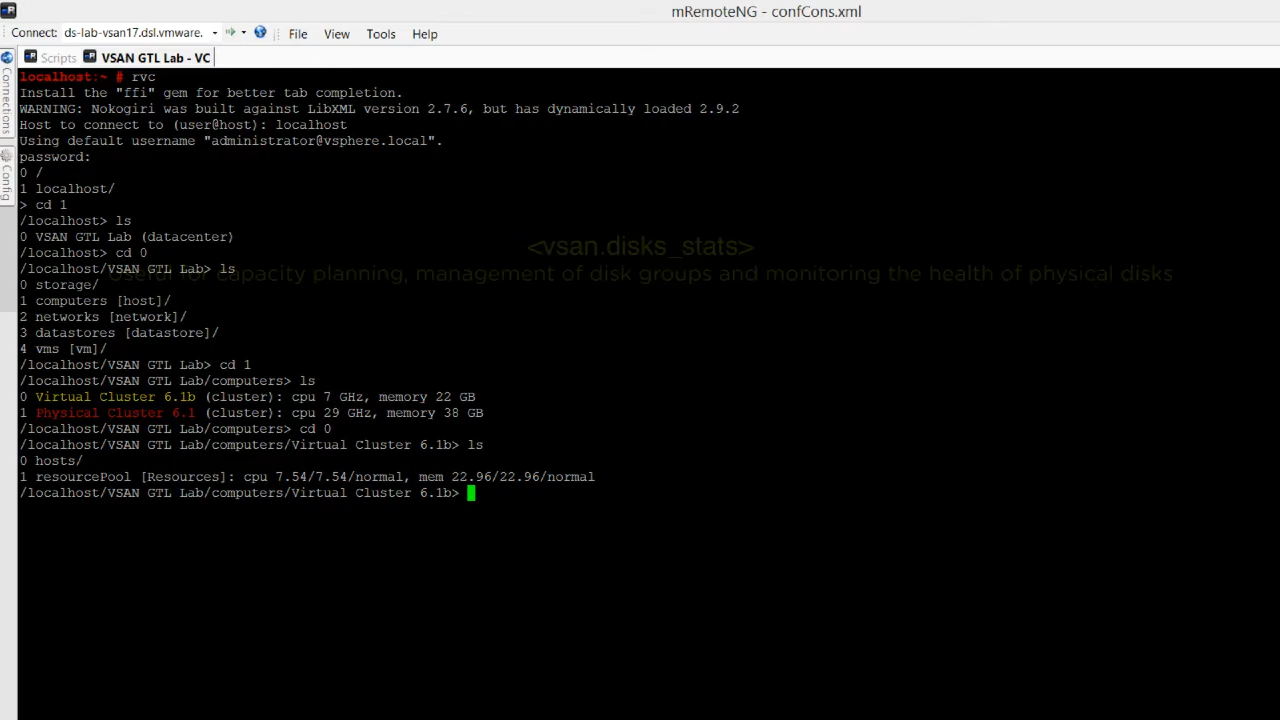 mRemoteNG - confCons.xml
Connect: ds-lab-vsan17.dsl.vmware. File View Tools Help
Scripts VSAN GTL Lab - VC
Connections
Config
localhost:~ # rvc
Install the "ffi" gem for better tab completion.
WARNING: Nokogiri was built against LibXML version 2.7.6, but has dynamically loaded 2.9.2
Host to connect to (user@host): localhost
Using default username "administrator@vsphere.local".
password:
0 /
1 localhost/
> cd 1
/localhost> ls
0 VSAN GTL Lab (datacenter)
<vsan.disks_stats>
/localhost> cd 0
/localhost/VSAN GTL Lab> ls
Useful for capacity planning, management of disk groups and monitoring the health of physical disks
0 storage/
1 computers [host]/
2 networks [network]/
3 datastores [datastore]/
4 vms [vm]/
/localhost/VSAN GTL Lab> cd 1
/localhost/VSAN GTL Lab/computers> ls
0 Virtual Cluster 6.1b (cluster): cpu 7 GHz, memory 22 GB
1 Physical Cluster 6.1 (cluster): cpu 29 GHz, memory 38 GB
/localhost/VSAN GTL Lab/computers> cd 0
/localhost/VSAN GTL Lab/computers/Virtual Cluster 6.1b> ls
0 hosts/
1 resourcePool [Resources]: cpu 7.54/7.54/normal, mem 22.96/22.96/normal
/localhost/VSAN GTL Lab/computers/Virtual Cluster 6.1b>